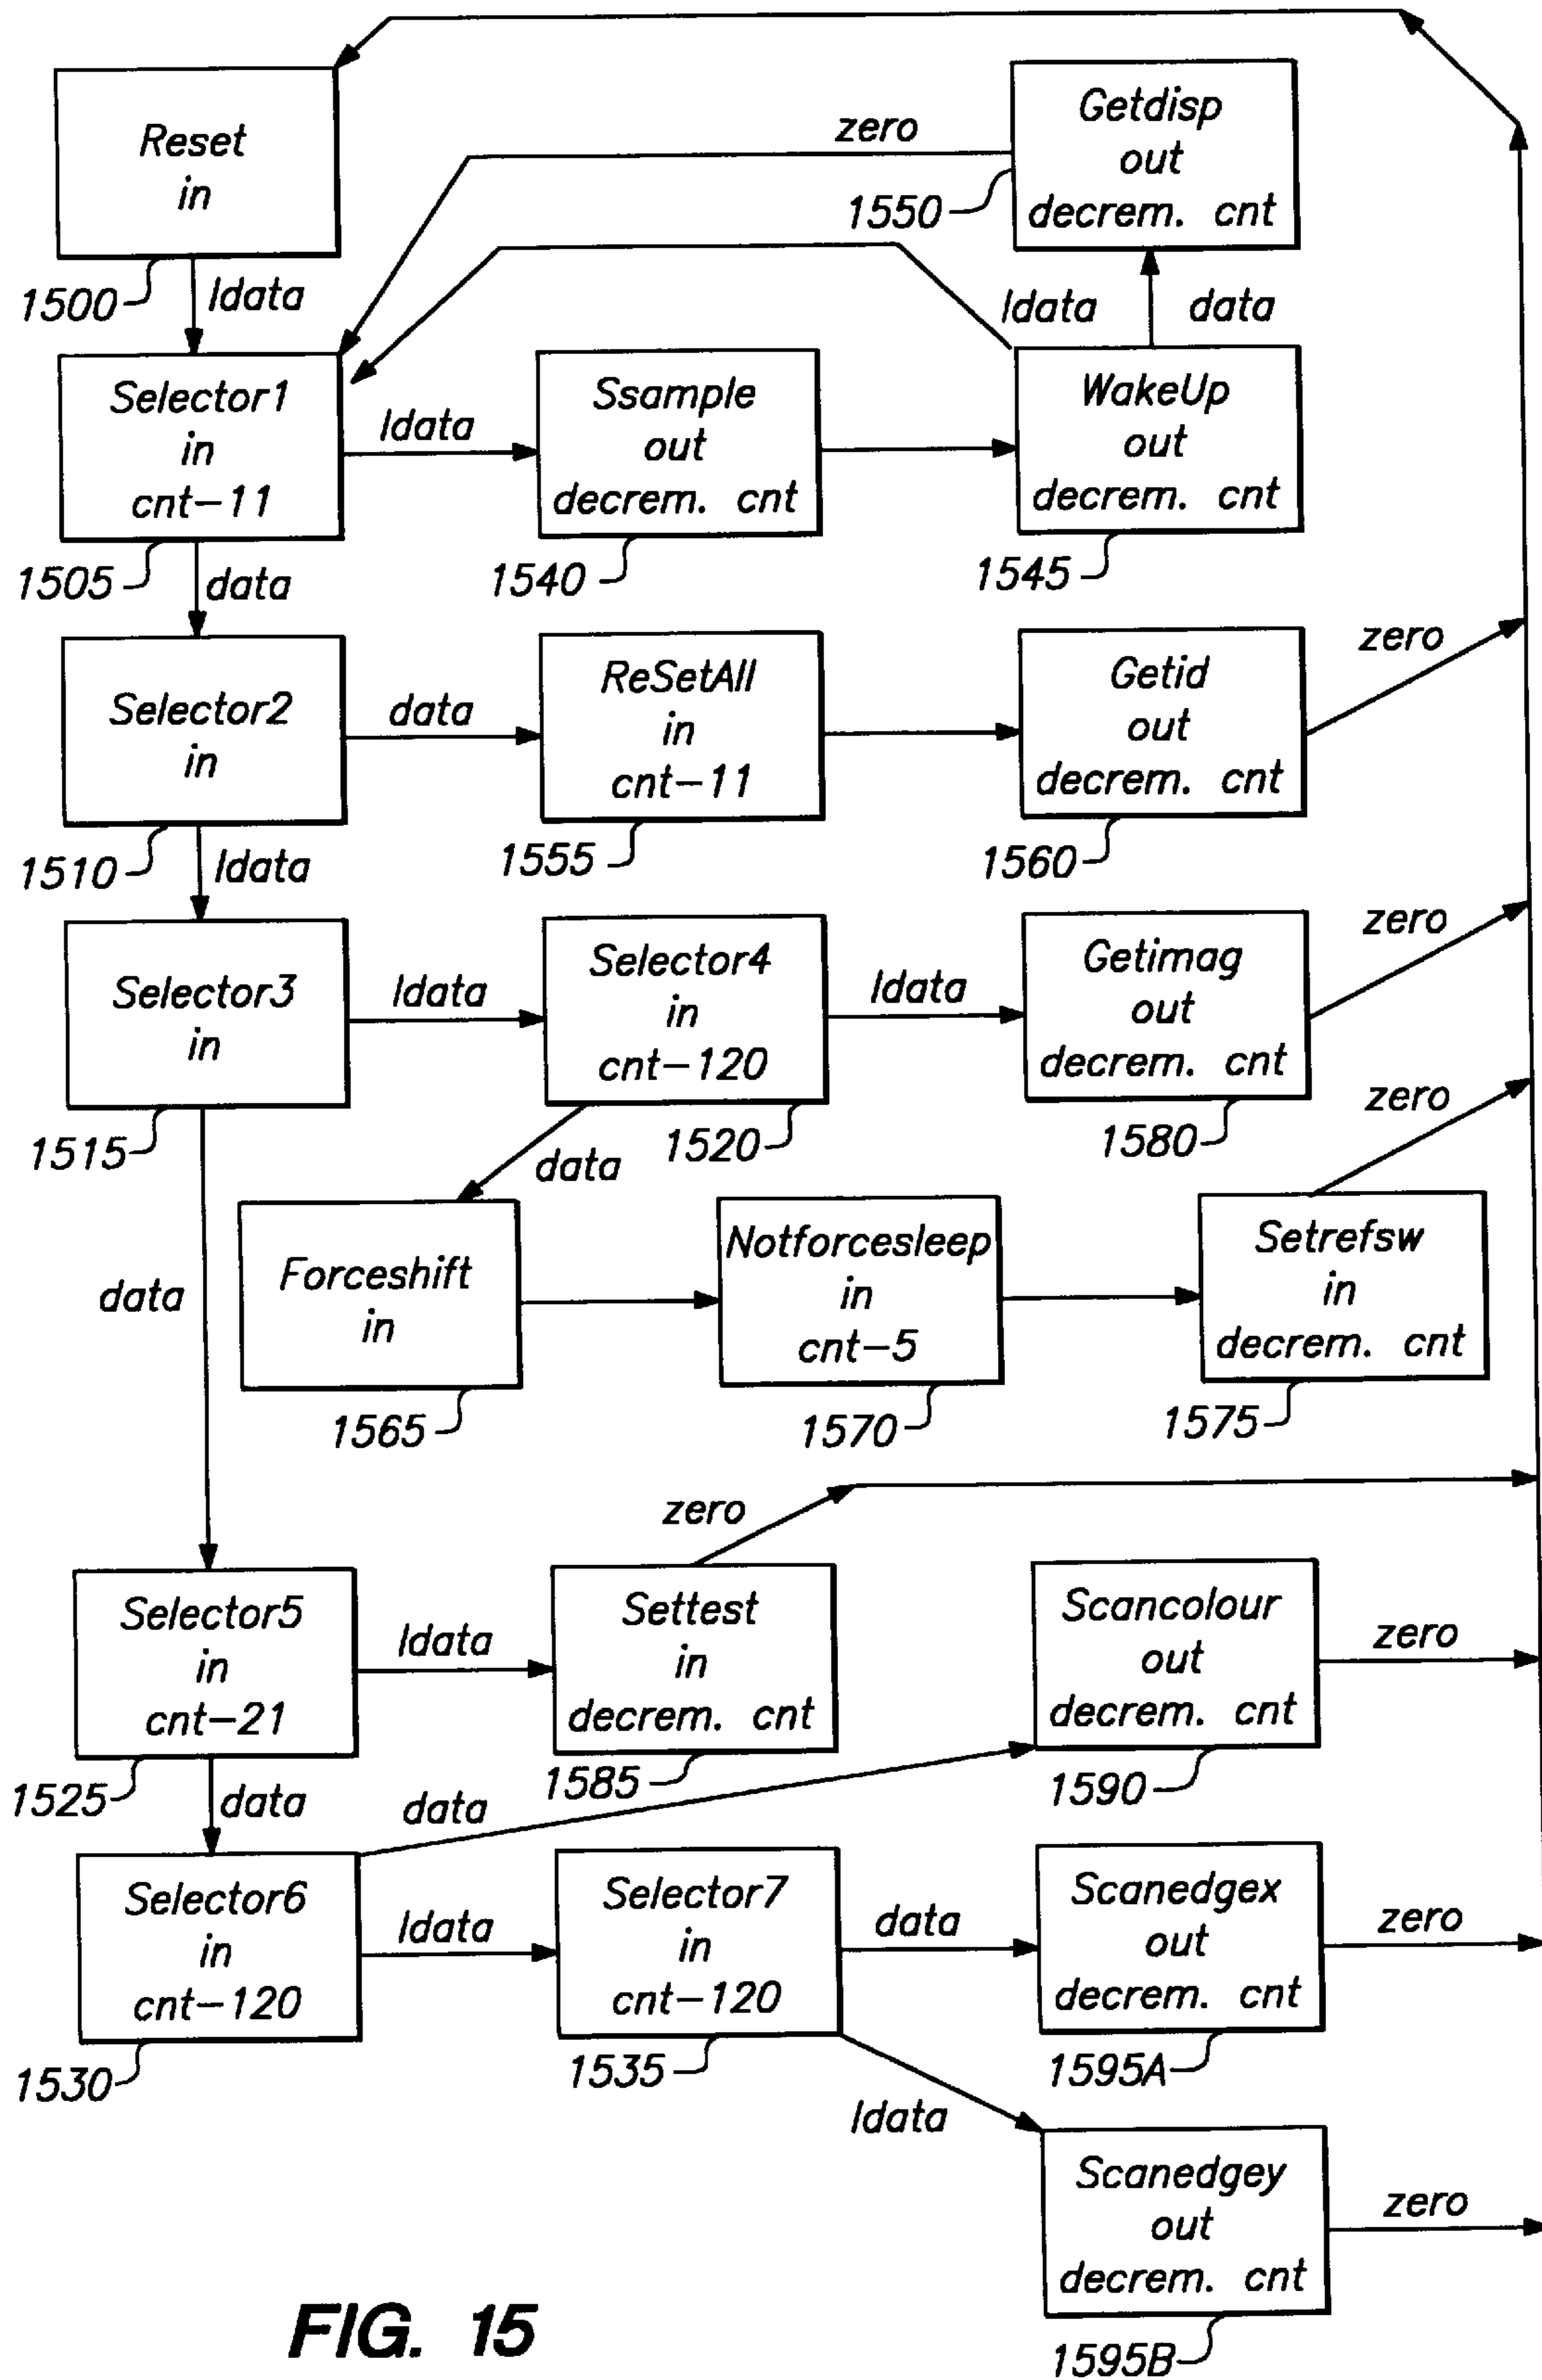 Reset
in
1500
ldata
zero
Getdisp
out
decrem. cnt
1550
ldata
data
Selector1
in
cnt-11
1505
ldata
Ssample
out
decrem. cnt
1540
WakeUp
out
decrem. cnt
1545
data
Selector2
in
1510
data
ReSetAll
in
cnt-11
1555
Getid
out
decrem. cnt
1560
zero
ldata
Selector3
in
1515
ldata
Selector4
in
cnt-120
1520
ldata
Getimag
out
decrem. cnt
1580
zero
data
Forceshift
in
1565
Notforcesleep
in
cnt-5
1570
Setrefsw
in
decrem. cnt
1575
zero
data
Selector5
in
cnt-21
1525
ldata
zero
Settest
in
decrem. cnt
1585
Scancolour
out
decrem. cnt
1590
zero
data
data
Selector6
in
cnt-120
1530
ldata
Selector7
in
cnt-120
1535
data
Scanedgex
out
decrem. cnt
1595A
zero
ldata
Scanedgey
out
decrem. cnt
1595B
zero
FIG. 15